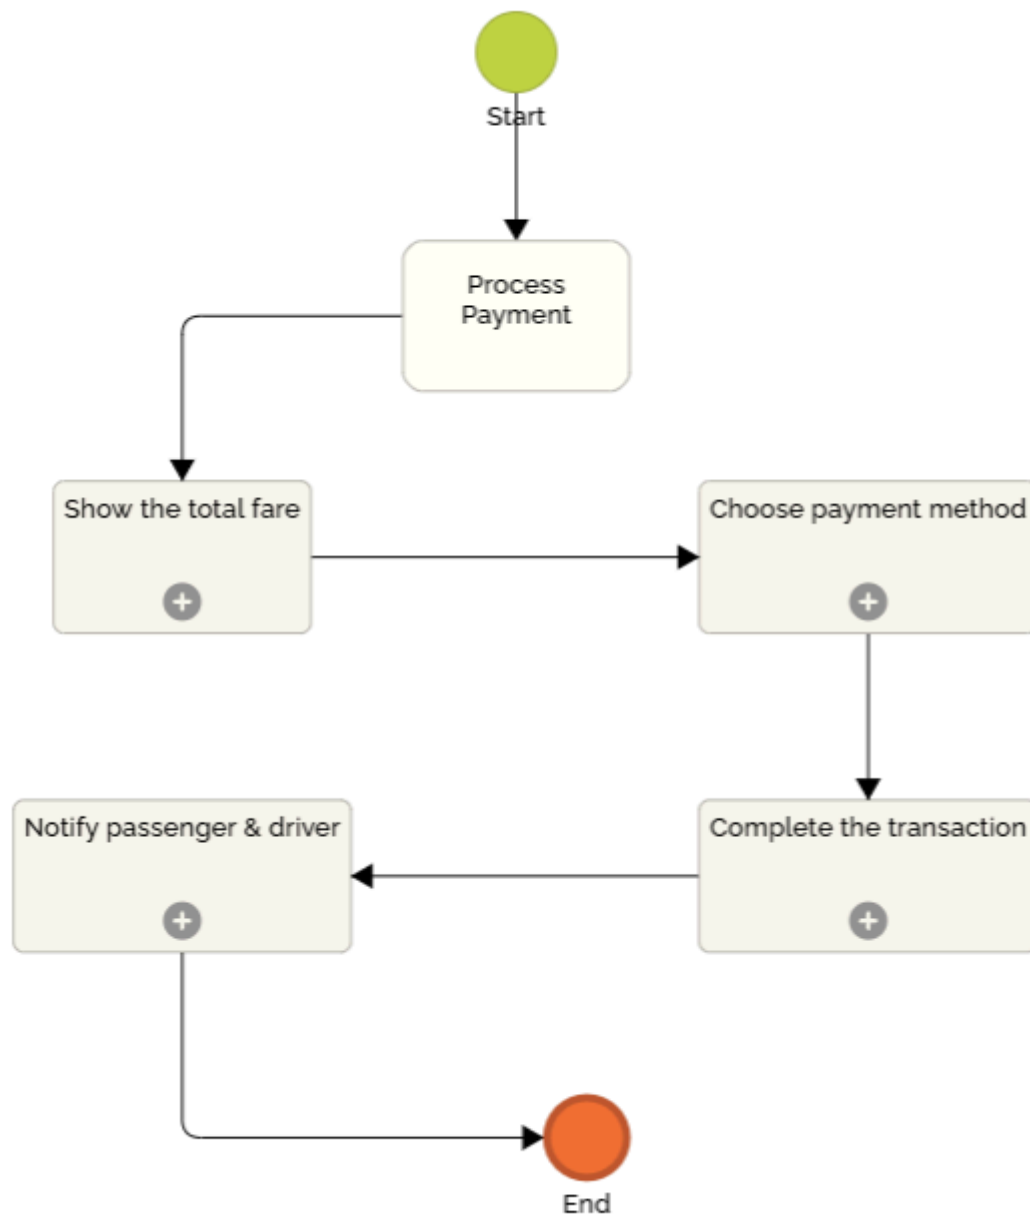 Start
Process
Payment
Show the total fare
Choose payment method
Notify passenger & driver
Complete the transaction
End